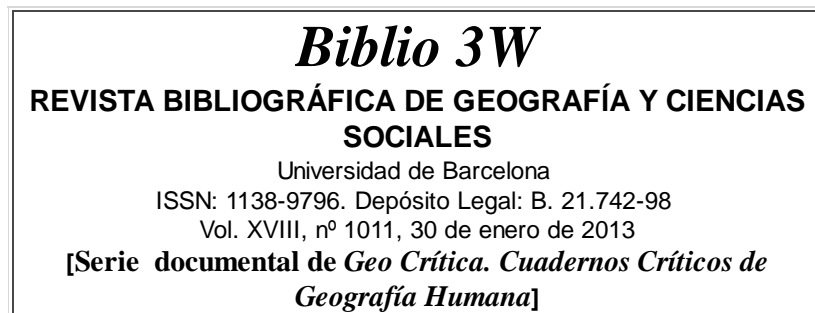 Biblio 3W
REVISTA BIBLIOGRÁFICA DE GEOGRAFÍA Y CIENCIAS
SOCIALES
Universidad de Barcelona
ISSN: 1138-9796. Depósito Legal: B. 21.742-98
Vol. XVIII, nº 1011, 30 de enero de 2013
[Serie documental de Geo Crítica. Cuadernos Críticos de
Geografía Humana]